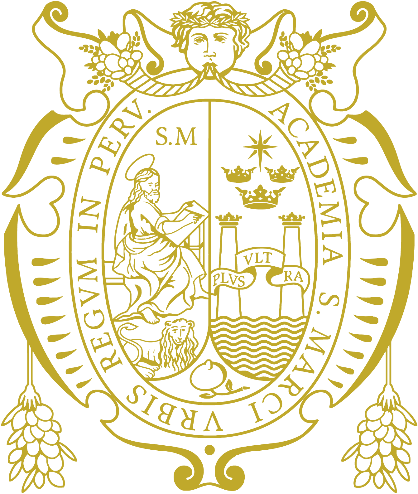 ACADEMIA S. MARCI VRBIS REGVM IN PERV.
S.M
PLVS VLT RA